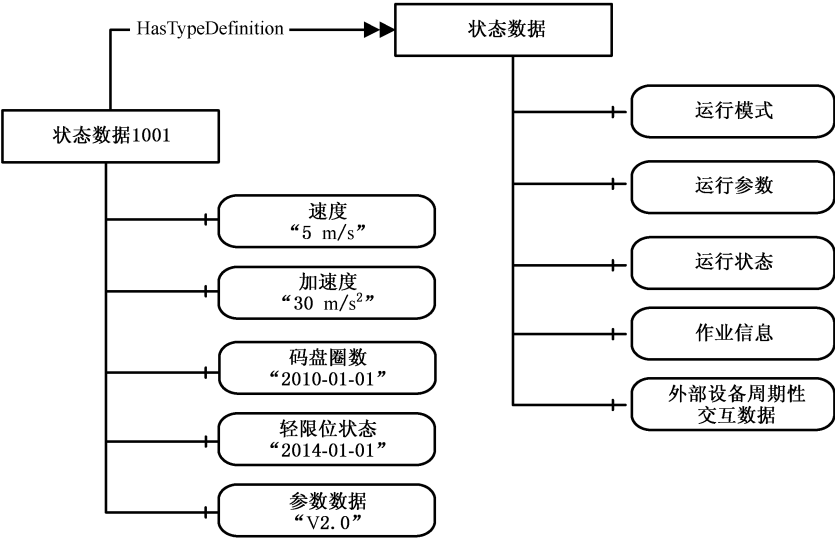 HasTypeDefinition
状态数据
状态数据1001
运行模式
运行参数
运行状态
作业信息
外部设备周期性
交互数据
速度
“5 m/s”
加速度
“30 m/s²”
码盘圈数
“2010-01-01”
轻限位状态
“2014-01-01”
参数数据
“V2.0”